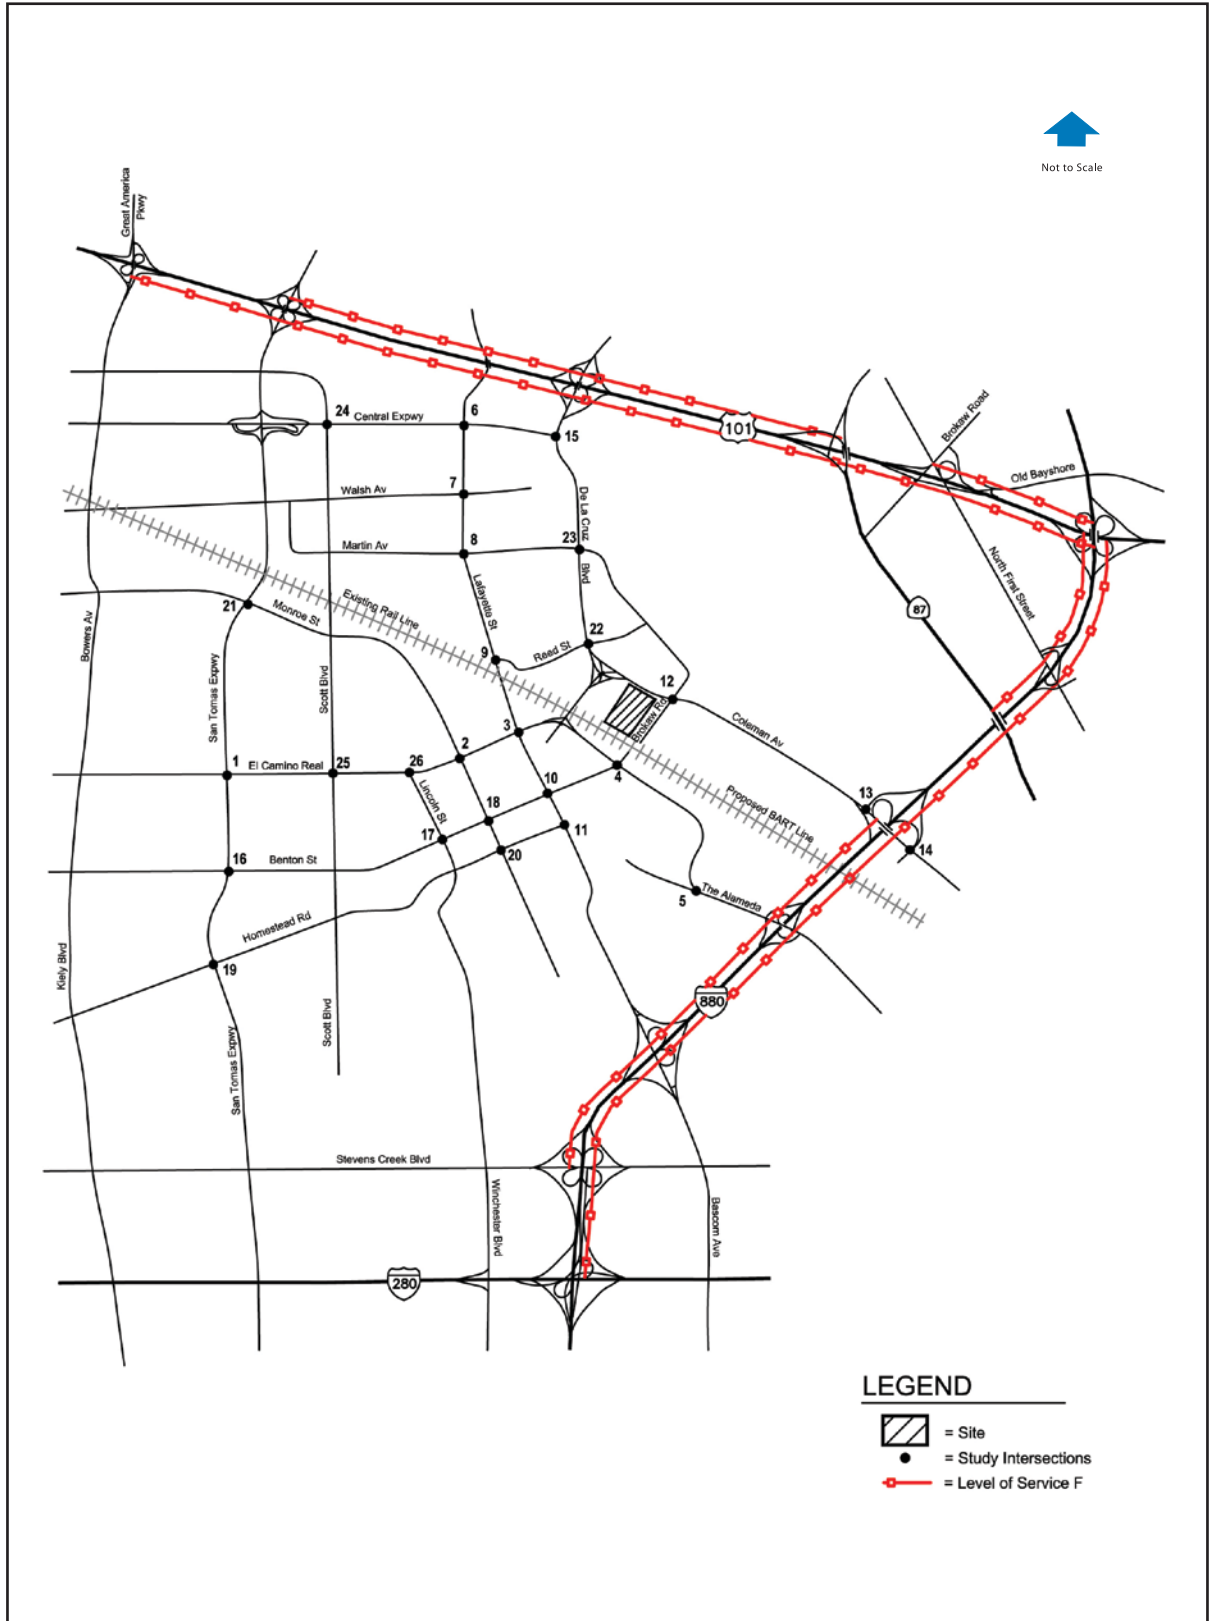 Not to Scale
Great America
Pkwy
24
Central Expwy
6
15
101
Brokaw Road
Old Bayshore
7
Walsh Av
De La Cruz
Blvd
Martin Av
8
23
North First Street
21
Monroe St
Existing Rail Line
Lafayette St
87
Bowers Av
22
Reed St
9
12
San Tomas Expwy
Scott Blvd
Brokaw Rd
Coleman Av
3
2
1
El Camino Real
25
26
4
10
Lincoln St
Proposed BART Line
13
18
11
17
14
16
Benton St
20
5
The Alameda
Homestead Rd
19
Kiely Blvd
880
Scott Blvd
San Tomas Expwy
Stevens Creek Blvd
Winchester Blvd
Bascom Ave
280
LEGEND
= Site
= Study Intersections
= Level of Service F